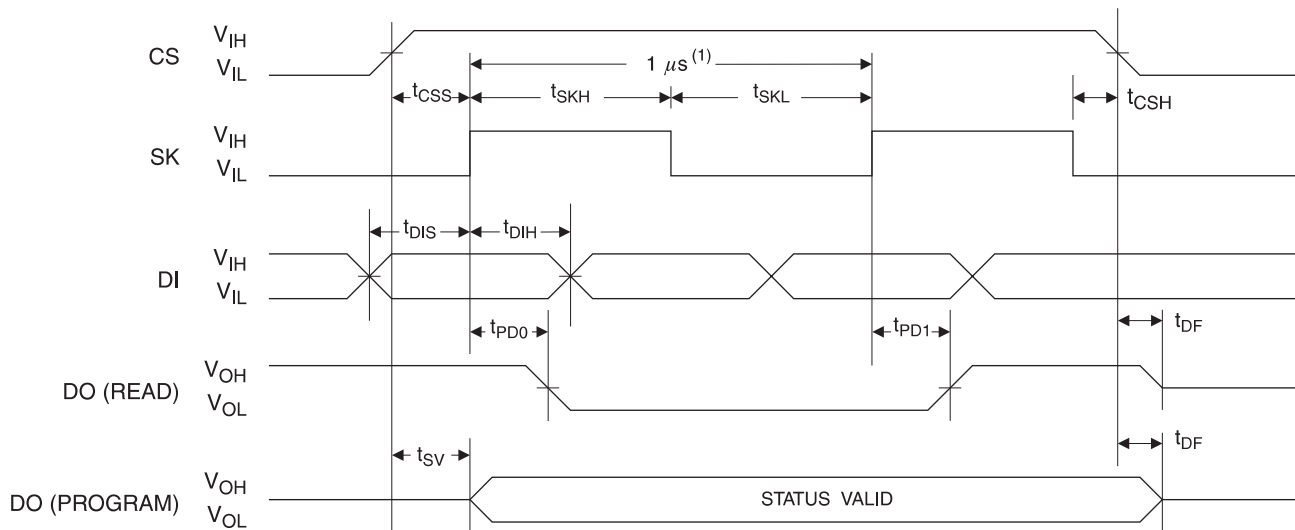 CS V_IH
V_IL
1 μs (1)
t_CSS t_SKH t_SKL t_CSH
SK V_IH
V_IL
t_DIS t_DIH
DI V_IH
V_IL
t_PD0 t_PD1 t_DF
DO (READ) V_OH
V_OL
t_SV t_DF
DO (PROGRAM) V_OH
V_OL
STATUS VALID